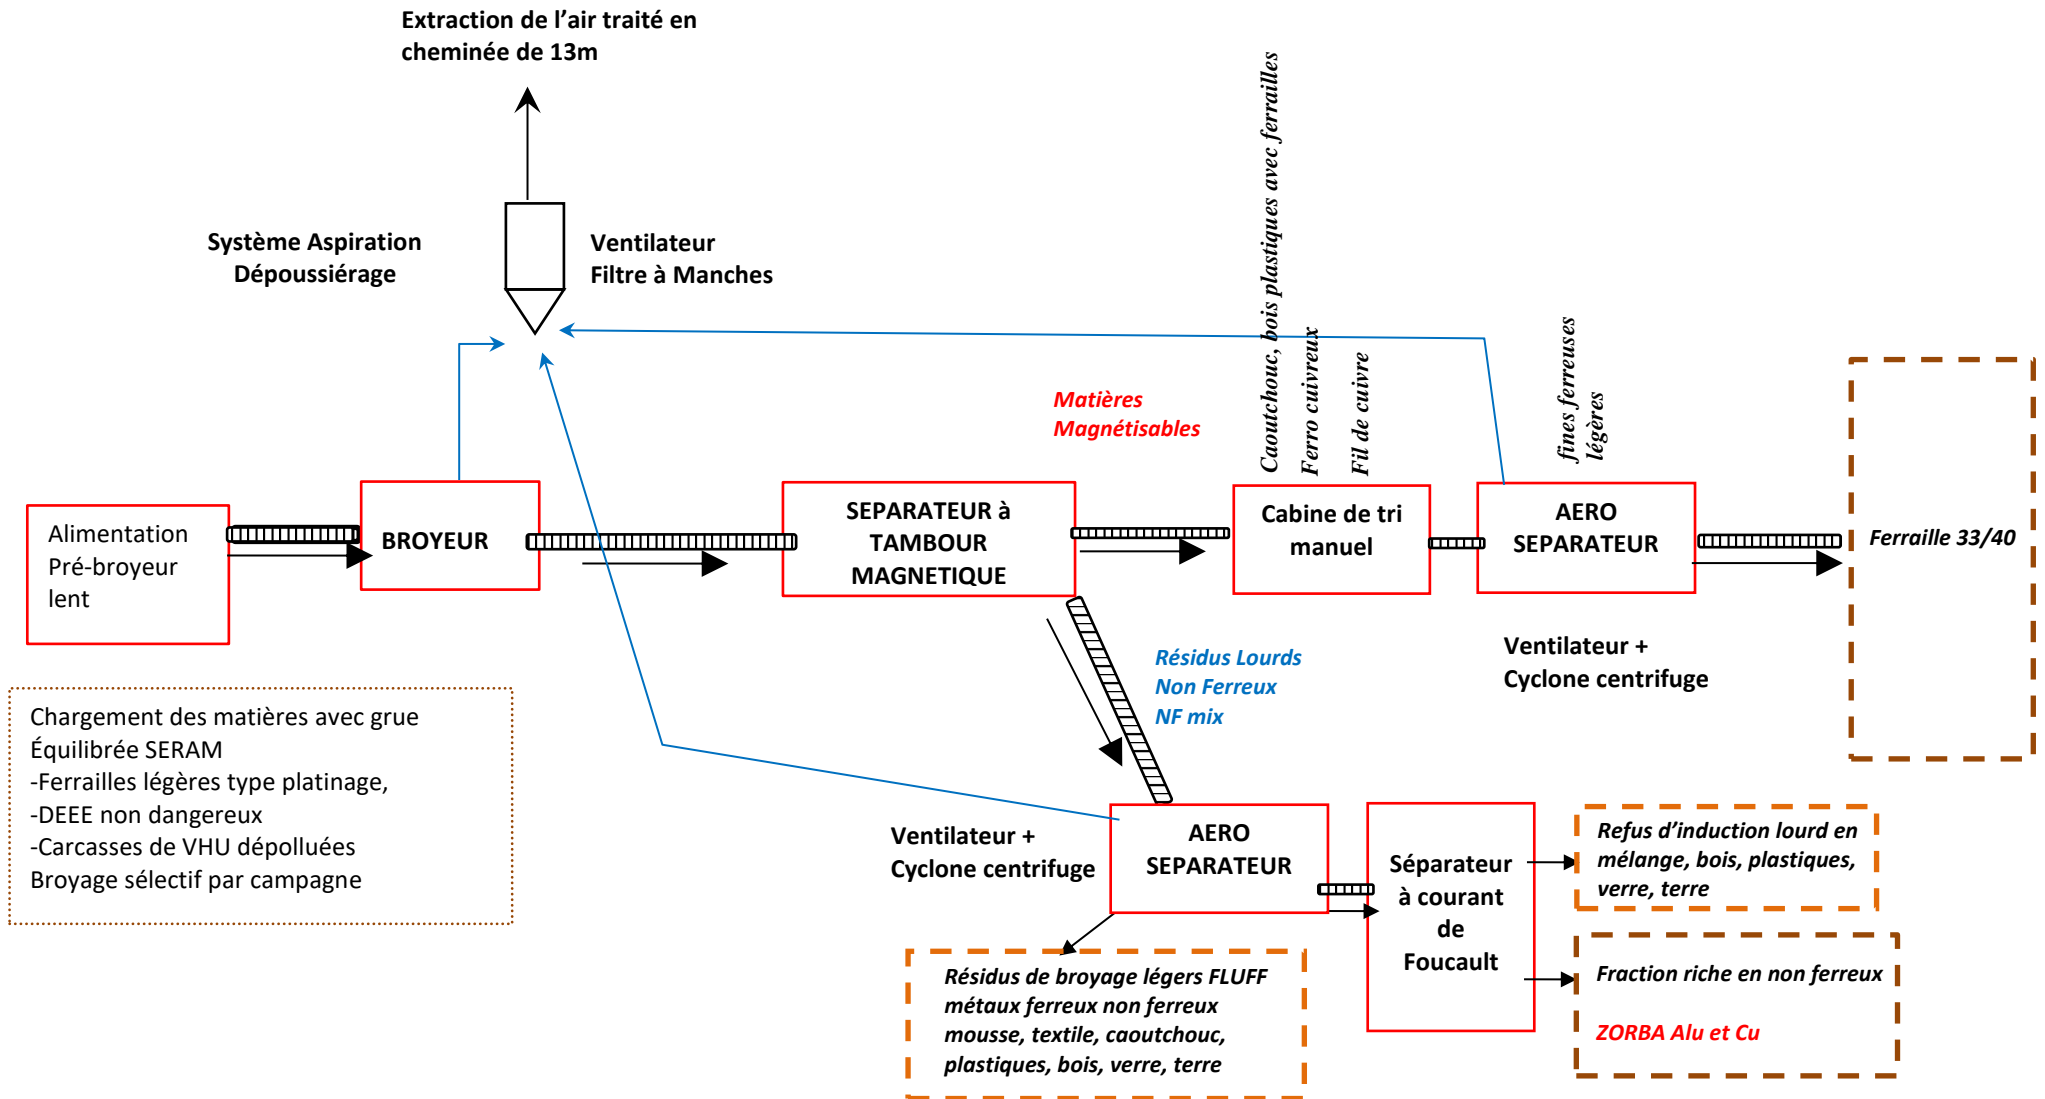 Extraction de l’air traité en
cheminée de 13m
Système Aspiration
Dépoussiérage
Ventilateur
Filtre à Manches
Caoutchouc, bois plastiques avec ferrailles
Ferro cuivreux
Fil de cuivre
fines ferreuses
légères
Matières
Magnétisables
Alimentation
Pré-broyeur
lent
BROYEUR
SEPARATEUR à
TAMBOUR
MAGNETIQUE
Cabine de tri
manuel
AERO
SEPARATEUR
Ferraille 33/40
Ventilateur +
Cyclone centrifuge
Résidus Lourds
Non Ferreux
NF mix
Chargement des matières avec grue
Équilibrée SERAM
-Ferrailles légères type platinage,
-DEEE non dangereux
-Carcasses de VHU dépolluées
Broyage sélectif par campagne
Ventilateur +
Cyclone centrifuge
AERO
SEPARATEUR
Séparateur
à courant
de
Foucault
Refus d’induction lourd en
mélange, bois, plastiques,
verre, terre
Fraction riche en non ferreux
ZORBA Alu et Cu
Résidus de broyage légers FLUFF
métaux ferreux non ferreux
mousse, textile, caoutchouc,
plastiques, bois, verre, terre